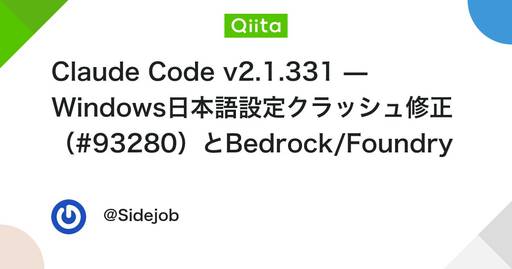 Qiita
Claude Code v2.1.331 —
Windows日本語設定クラッシュ修正
（#93280）とBedrock/Foundry
@Sidejob